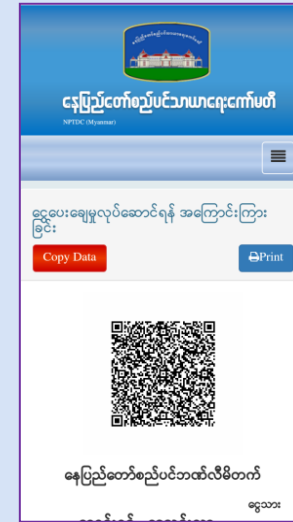 နေပြည်တော်စည်ပင်သာယာရေးကော်မတီ
NPTDC (Myanmar)
ငွေပေးချေမှုလုပ်ဆောင်ရန် အကြောင်းကြား
ခြင်း
Copy Data
Print
နေပြည်တော်စည်ပင်ဘဏ်လီမိတက်
ငွေသား